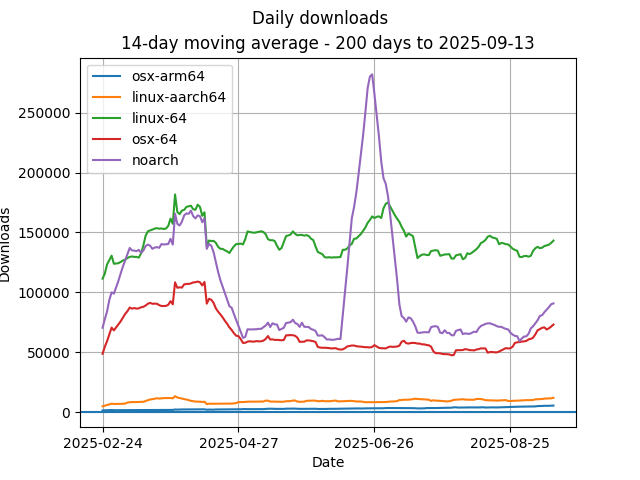 Daily downloads
14-day moving average - 200 days to 2025-09-13
osx-arm64
linux-aarch64
linux-64
osx-64
noarch
250000
200000
150000
100000
50000
0
Downloads
2025-02-24
2025-04-27
2025-06-26
2025-08-25
Date